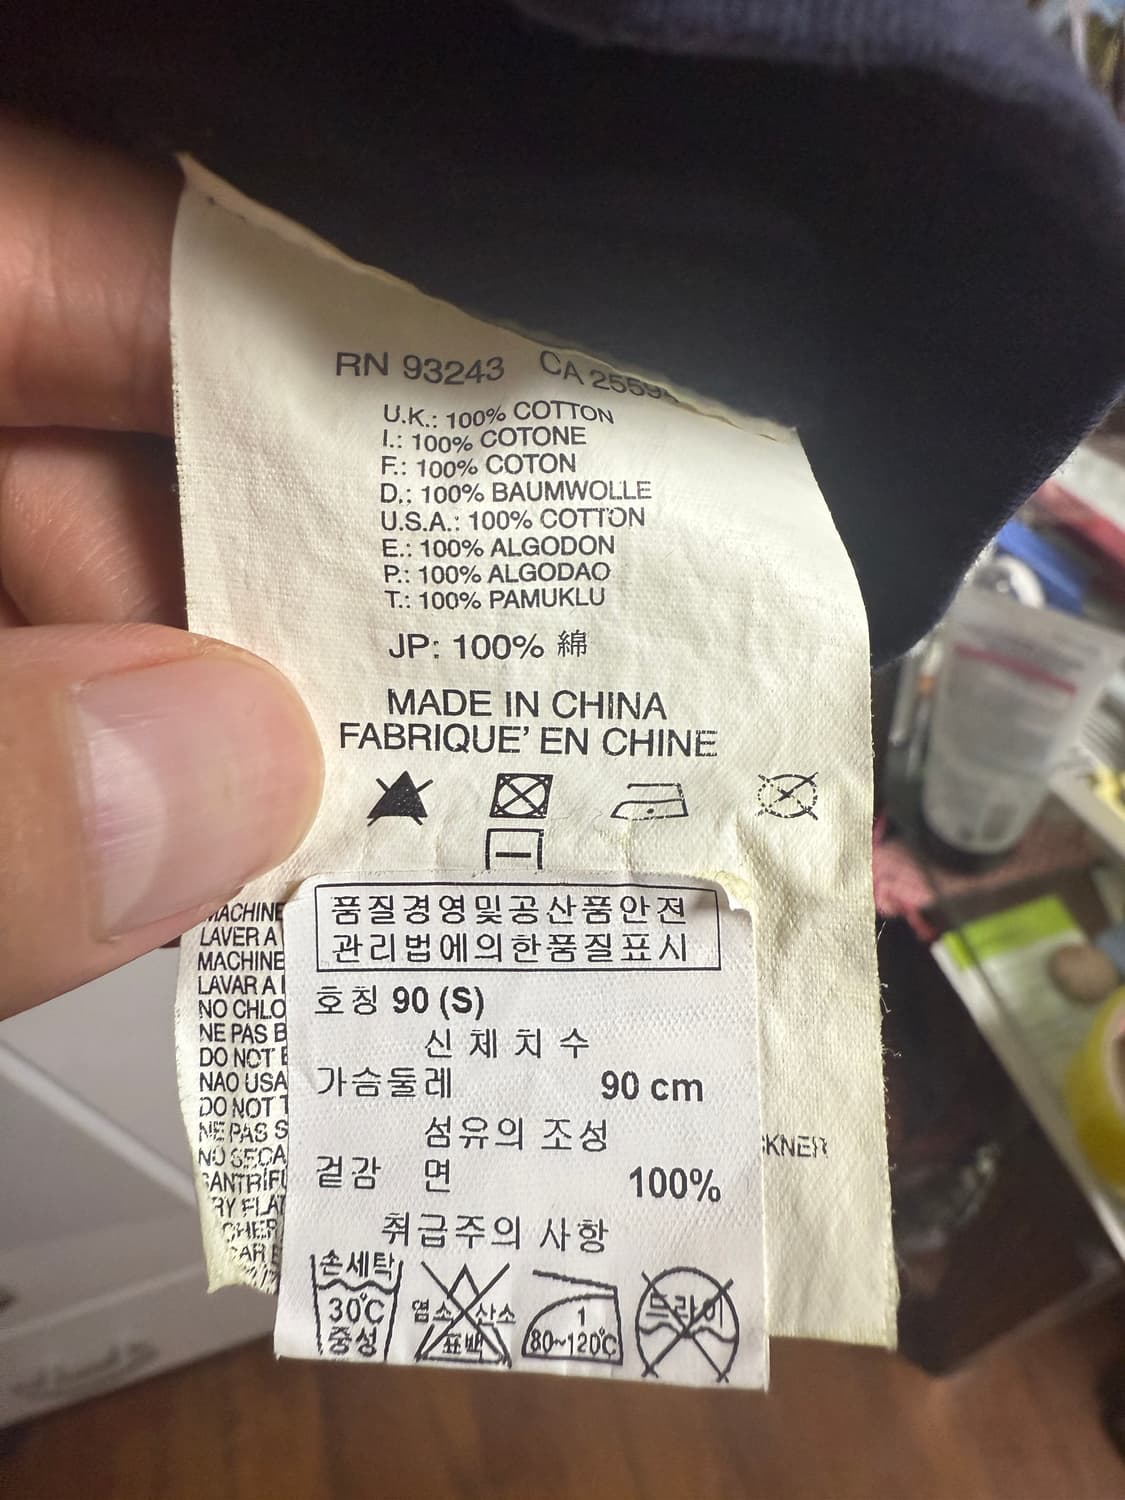 RN 93243 CA
U.K.: 100% COTTON
I.: 100% COTONE
F.: 100% COTON
D.: 100% BAUMWOLLE
U.S.A.: 100% COTTON
E.: 100% ALGODON
P.: 100% ALGODAO
T.: 100% PAMUKLU
JP: 100% 綿
MADE IN CHINA
FABRIQUE' EN CHINE
MACHINE
LAVER A
MACHINE
LAVAR A
NO CHLO
NE PAS B
DO NOT
NAO USA
DO NOT
NE PAS S
NO SECA
품질경영및공산품안전
관리법에의한품질표시
호칭 90 (S)
신체치수
가슴둘레 90 cm
섬유의 조성
겉감 면 100%
취급주의 사항
손세탁
30℃
중성
염소 산소
표백
1
80~120℃
드라이